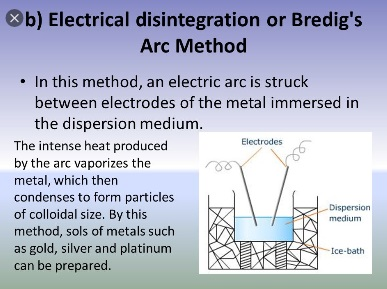 b) Electrical disintegration or Bredig's
Arc Method
• In this method, an electric arc is struck
between electrodes of the metal immersed in
the dispersion medium.
The intense heat produced
by the arc vaporizes the
metal, which then
condenses to form particles
of colloidal size. By this
method, sols of metals such
as gold, silver and platinum
can be prepared.
Electrodes
Dispersion
medium
Ice-bath